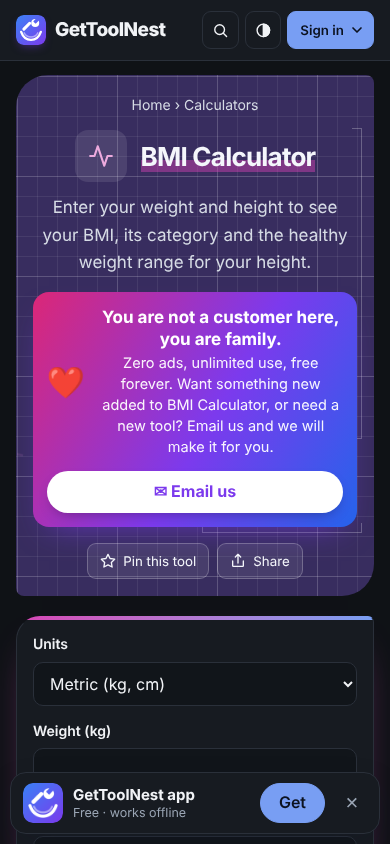 GetToolNest
Sign in
Home › Calculators
BMI Calculator
Enter your weight and height to see
your BMI, its category and the healthy
weight range for your height.
You are not a customer here,
you are family.
Zero ads, unlimited use, free
forever. Want something new
added to BMI Calculator, or need a
new tool? Email us and we will
make it for you.
✉ Email us
Pin this tool
Share
Units
Metric (kg, cm)
Weight (kg)
GetToolNest app
Free · works offline
Get
✕